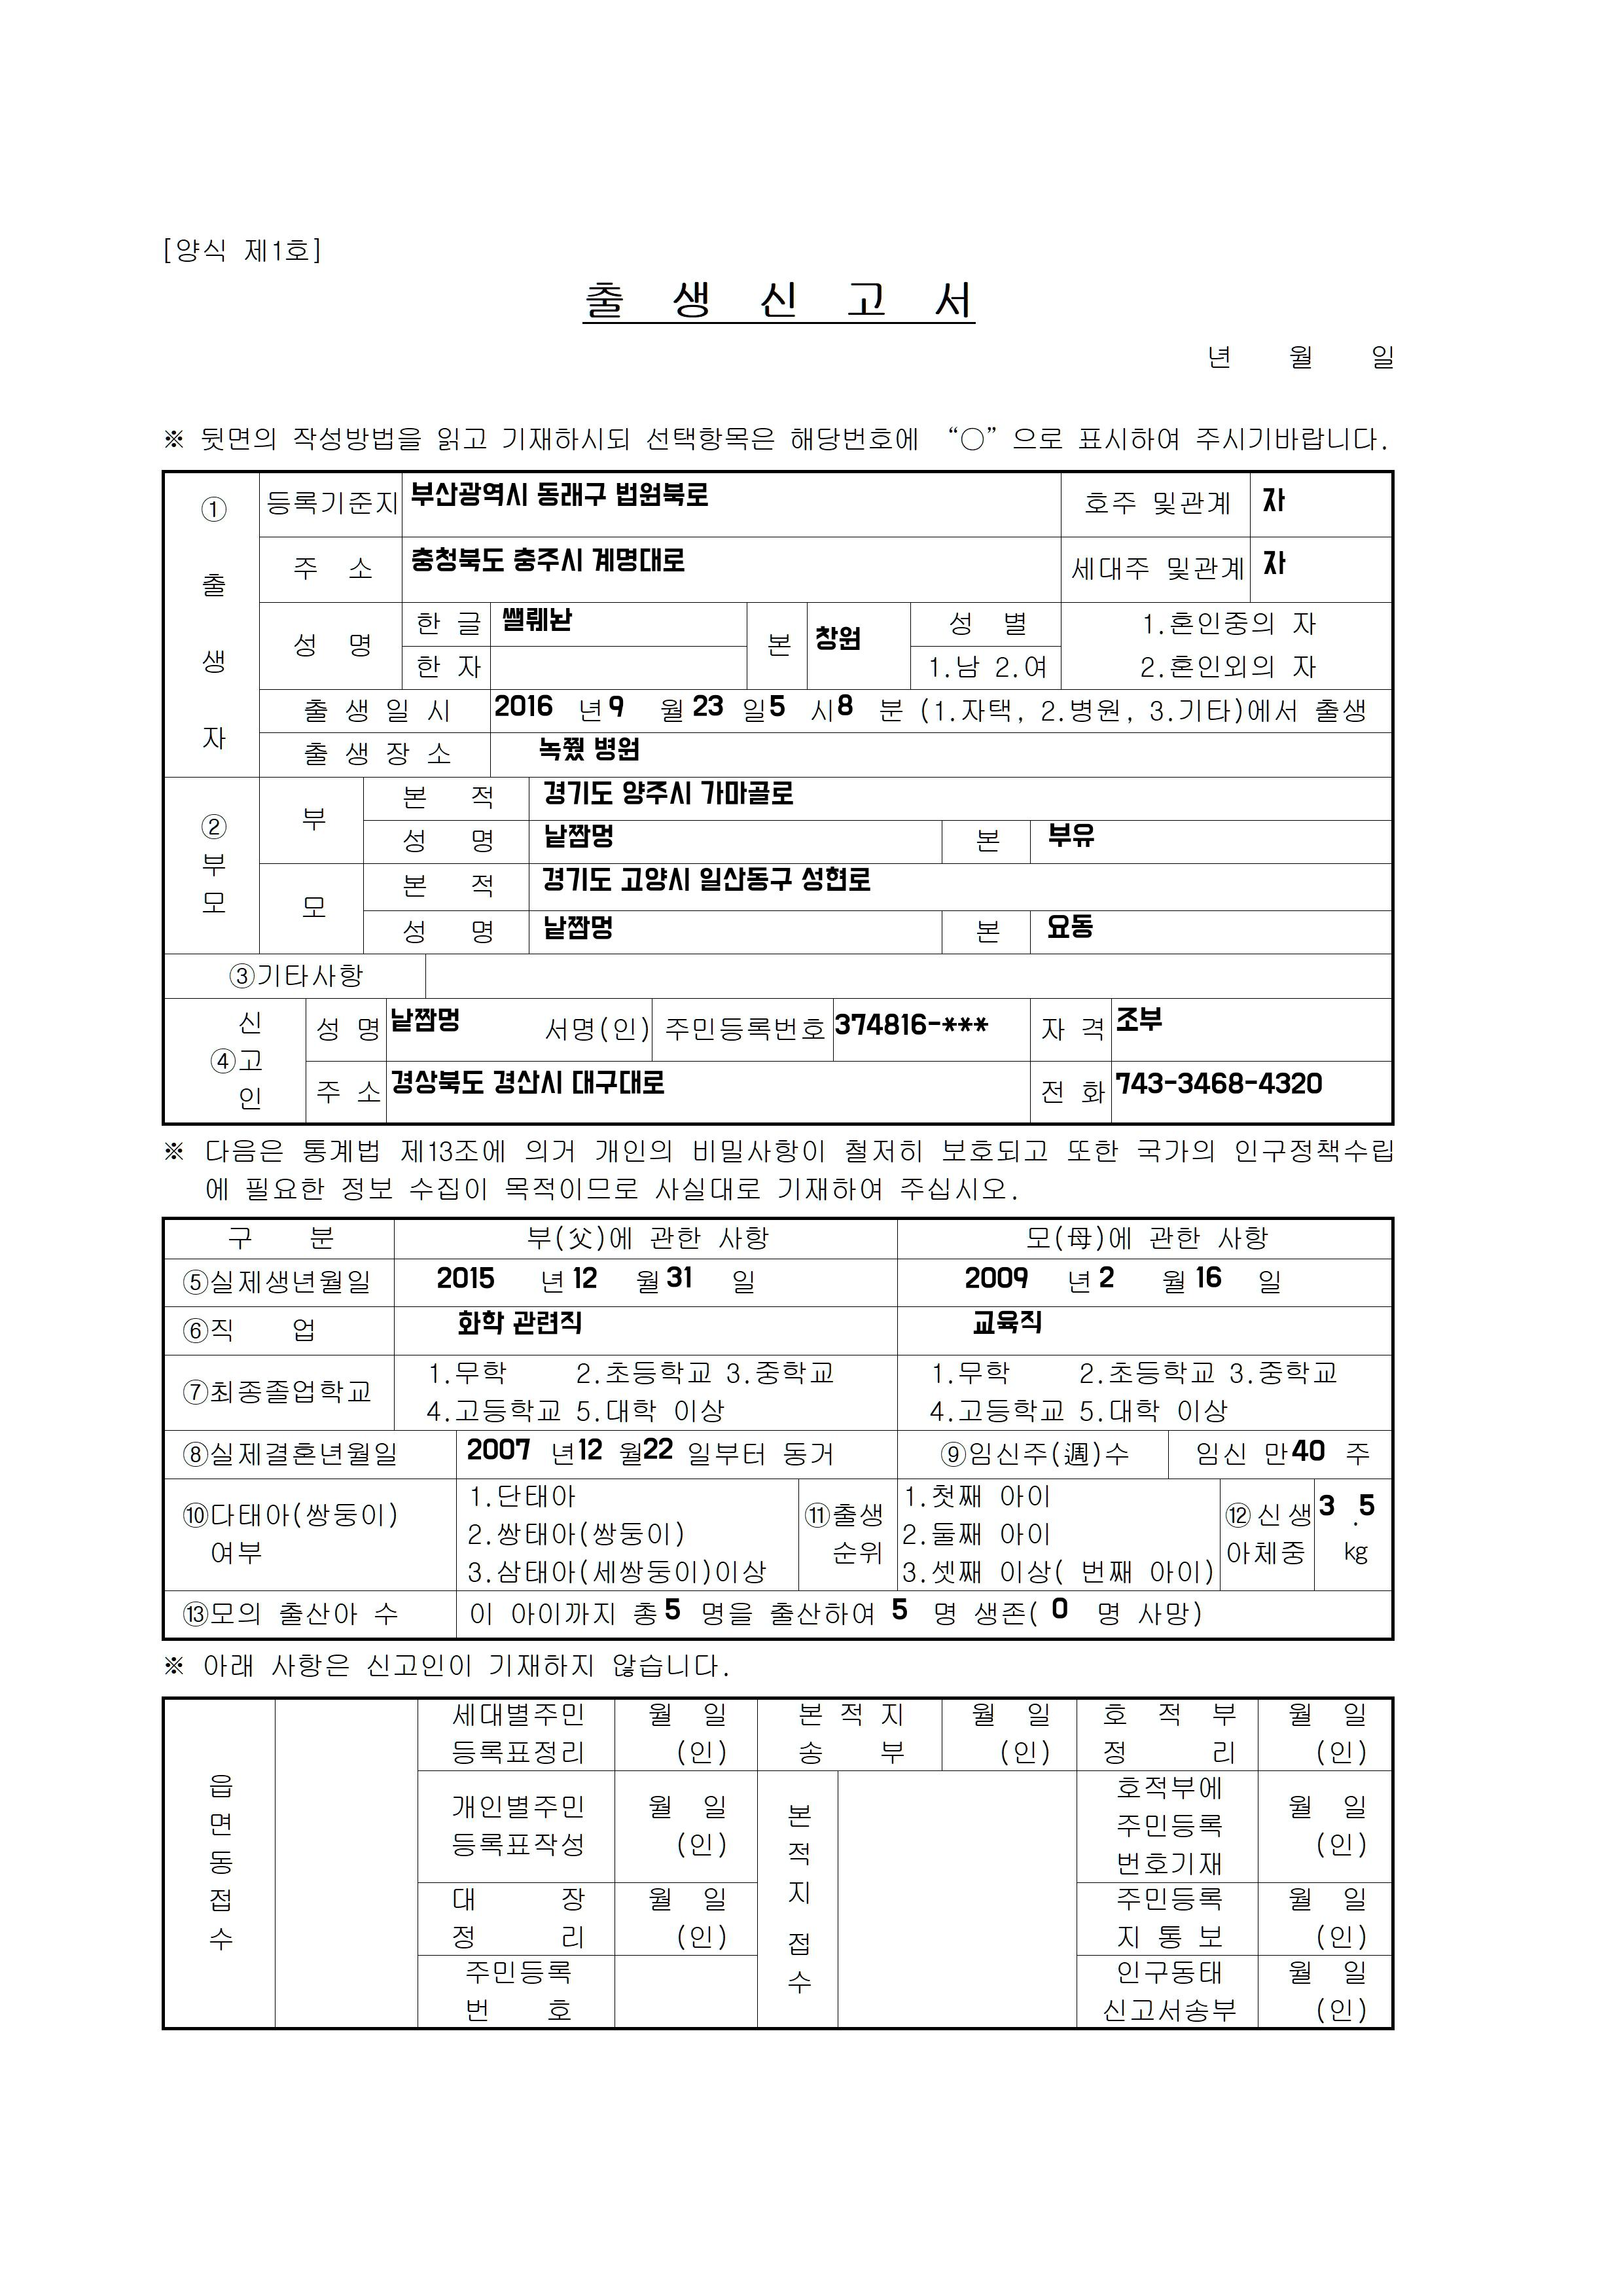 [양식 제1호]
출 생 신 고 서
년 월 일
※ 뒷면의 작성방법을 읽고 기재하시되 선택항목은 해당번호에 “○”으로 표시하여 주시기바랍니다.
① 출 생 자
등록기준지 부산광역시 동래구 법원북로 호주 및관계 자
주 소 충청북도 충주시 계명대로 세대주 및관계 자
성 명 한 글 쌜뤠놘 본 창원 성 별 1.혼인중의 자
한 자 1.남 2.여 2.혼인외의 자
출 생 일 시 2016 년 9 월 23 일 5 시 8 분 (1.자택, 2.병원, 3.기타)에서 출생
출 생 장 소 녹쮔 병원
② 부 모
부 본 적 경기도 양주시 가마골로
성 명 낱짬멍 본 부유
모 본 적 경기도 고양시 일산동구 성현로
성 명 낱짬멍 본 요동
③기타사항
④ 신 고 인
성 명 낱짬멍 서명(인) 주민등록번호 374816-*** 자 격 조부
주 소 경상북도 경산시 대구대로 전 화 743-3468-4320
※ 다음은 통계법 제13조에 의거 개인의 비밀사항이 철저히 보호되고 또한 국가의 인구정책수립
에 필요한 정보 수집이 목적이므로 사실대로 기재하여 주십시오.
구 분 부(父)에 관한 사항 모(母)에 관한 사항
⑤실제생년월일 2015 년 12 월 31 일 2009 년 2 월 16 일
⑥직 업 화학 관련직 교육직
⑦최종졸업학교
1.무학 2.초등학교 3.중학교 1.무학 2.초등학교 3.중학교
4.고등학교 5.대학 이상 4.고등학교 5.대학 이상
⑧실제결혼년월일 2007 년 12 월 22 일부터 동거 ⑨임신주(週)수 임신 만 40 주
⑩다태아(쌍둥이)
여부
1.단태아
2.쌍태아(쌍둥이)
3.삼태아(세쌍둥이)이상
⑪출생
순위
1.첫째 아이
2.둘째 아이
3.셋째 이상( 번째 아이)
⑫신생
아체중
3 .5
㎏
⑬모의 출산아 수 이 아이까지 총 5 명을 출산하여 5 명 생존( 0 명 사망)
※ 아래 사항은 신고인이 기재하지 않습니다.
읍 면 동 접 수
세대별주민 월 일 본 적 지 월 일 호 적 부 월 일
등록표정리 (인) 송 부 (인) 정 리 (인)
개인별주민 월 일
등록표작성 (인)
본 적 지 접 수
호적부에
주민등록 월 일
번호기재 (인)
대 장 월 일 주민등록 월 일
정 리 (인) 지 통 보 (인)
주민등록 인구동태 월 일
번 호 신고서송부 (인)